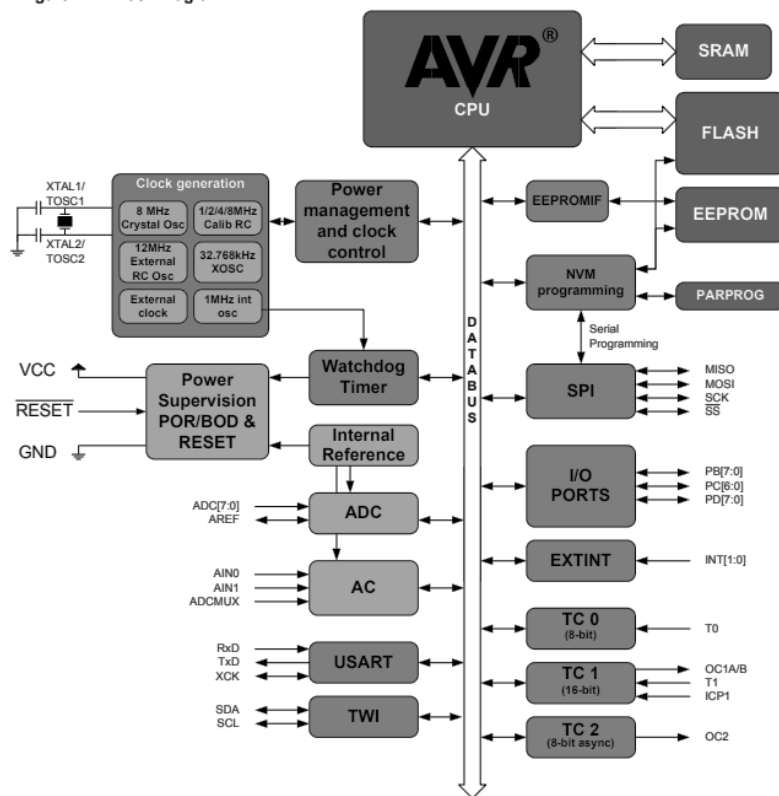 AVR®
CPU
SRAM
FLASH
EEPROM
PARPROG
EEPROMIF
NVM
programming
Serial
Programming
SPI
MISO
MOSI
SCK
SS
I/O
PORTS
PB[7:0]
PC[6:0]
PD[7:0]
EXTINT
INT[1:0]
TC 0
(8-bit)
T0
TC 1
(16-bit)
OC1A/B
T1
ICP1
TC 2
(8-bit async)
OC2
DATABUS
XTAL1/
TOSC1
XTAL2/
TOSC2
Clock generation
8 MHz
Crystal Osc
1/2/4/8MHz
Calib RC
12MHz
External
RC Osc
32.768kHz
XOSC
External
clock
1MHz int
osc
Power
management
and clock
control
VCC
RESET
GND
Power
Supervision
POR/BOD &
RESET
Watchdog
Timer
Internal
Reference
ADC[7:0]
AREF
ADC
AIN0
AIN1
ADCMUX
AC
RxD
TxD
XCK
USART
SDA
SCL
TWI